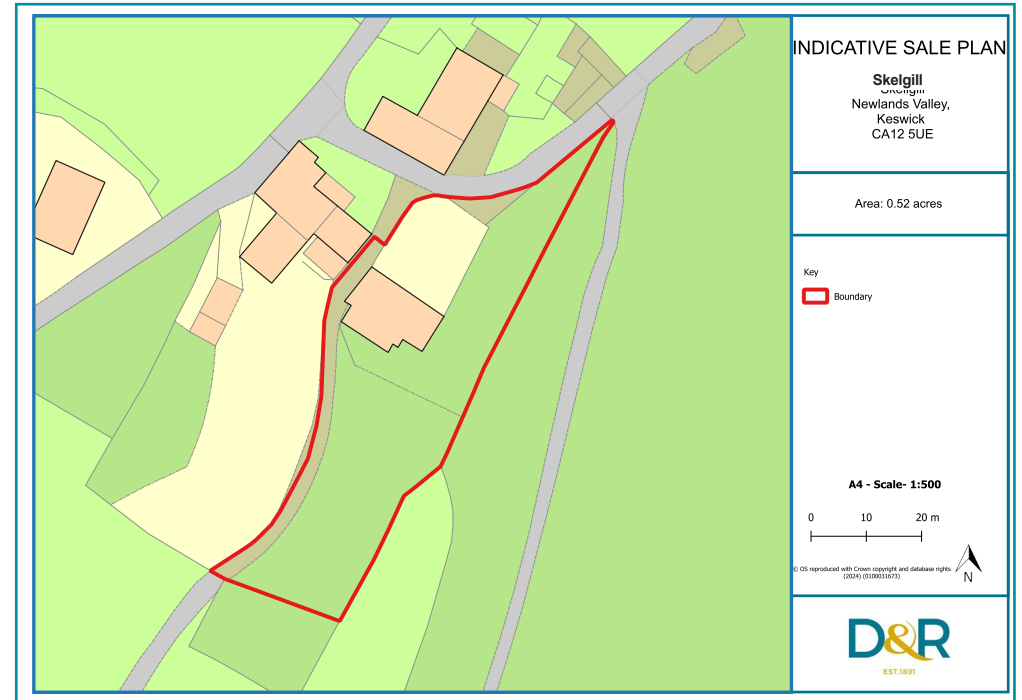 INDICATIVE SALE PLAN
Skelgill
Skelgill
Newlands Valley,
Keswick
CA12 5UE
Area: 0.52 acres
Key
Boundary
A4 - Scale- 1:500
0 10 20 m
© OS reproduced with Crown copyright and database rights
(2024) (0100031673)
N
D&R
EST.1891